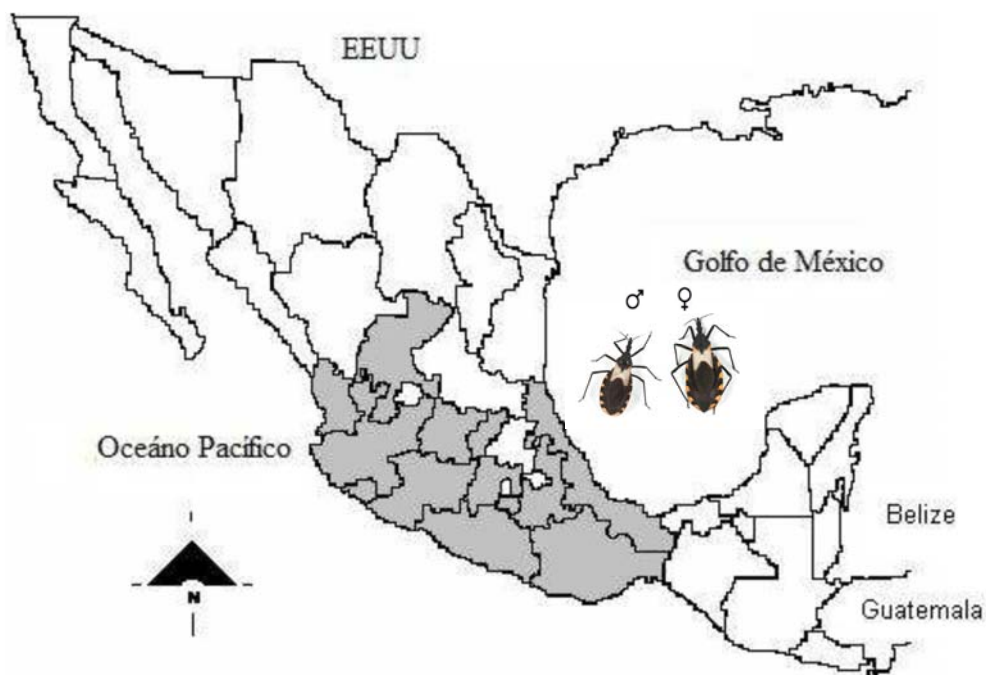 EEUU
Golfo de México
♂ ♀
Oceáno Pacífico
Belize
N
Guatemala